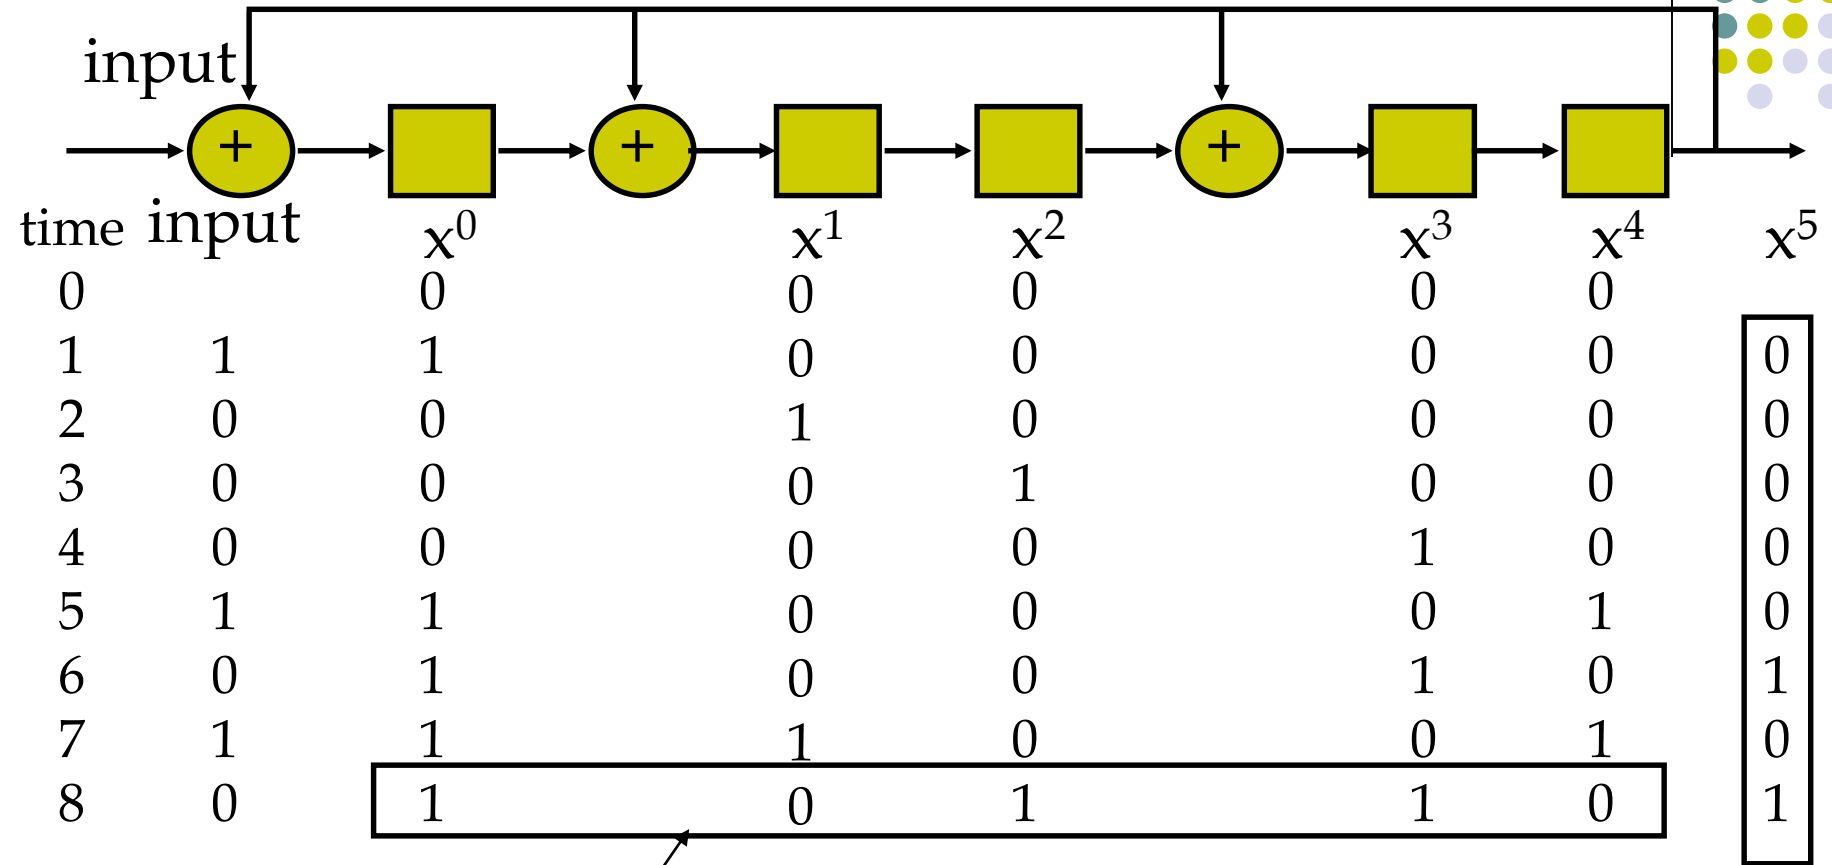 input
+ + +
time input x⁰ x¹ x² x³ x⁴ x⁵
0 0 0 0 0 0
1 1 1 0 0 0 0 0
2 0 0 1 0 0 0 0
3 0 0 0 1 0 0 0
4 0 0 0 0 1 0 0
5 1 1 0 0 0 1 0
6 0 1 0 0 1 0 1
7 1 1 1 0 0 1 0
8 0 1 0 1 1 0 1